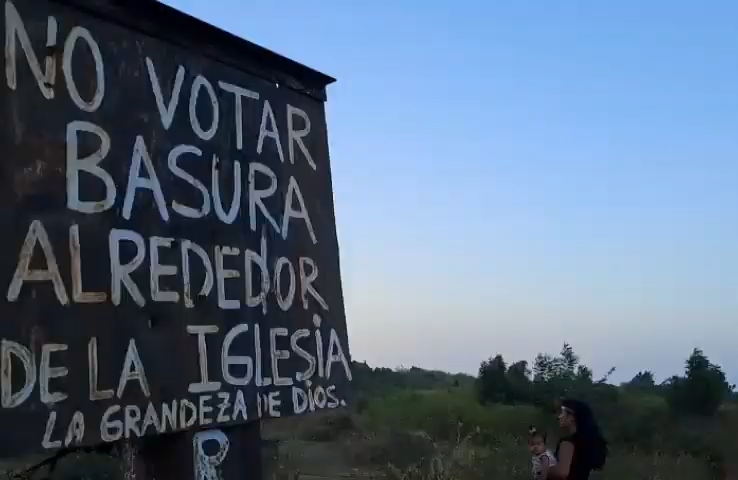 NO VOTAR
BASURA
ALREDEDOR
DE LA IGLESIA
LA GRANDEZA DE DIOS.
R